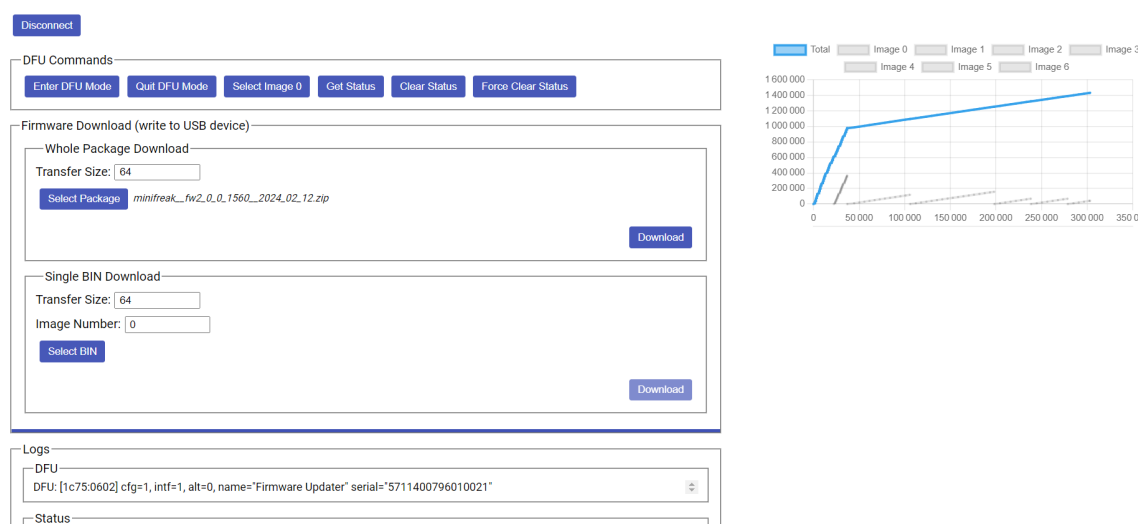 Disconnect
DFU Commands
Enter DFU Mode Quit DFU Mode Select Image 0 Get Status Clear Status Force Clear Status
Firmware Download (write to USB device)
Whole Package Download
Transfer Size: 64
Select Package minifreak__fw2_0_0_1560__2024_02_12.zip
Download
Single BIN Download
Transfer Size: 64
Image Number: 0
Select BIN
Download
Logs
DFU
DFU: [1c75:0602] cfg=1, intf=1, alt=0, name="Firmware Updater" serial="5711400796010021"
Status
Total Image 0 Image 1 Image 2 Image 3
Image 4 Image 5 Image 6
1 600 000
1 400 000
1 200 000
1 000 000
800 000
600 000
400 000
200 000
0
0 50 000 100 000 150 000 200 000 250 000 300 000 350 0